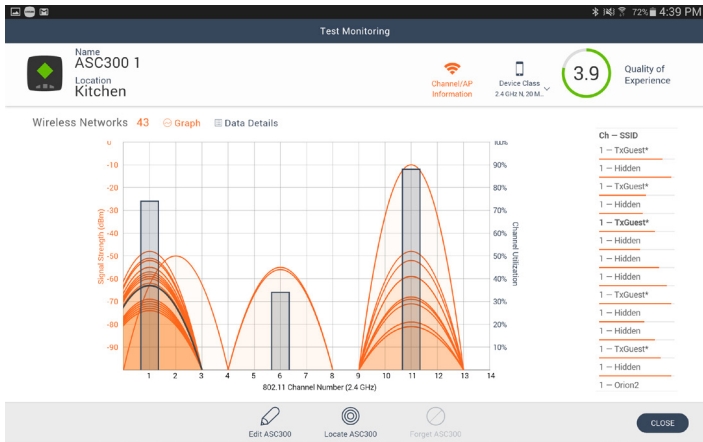 72% 4:39 PM
Test Monitoring
Name
ASC300 1
Location
Kitchen
Channel/AP
Information
Device Class
2.4 GHz N, 20 M...
3.9
Quality of
Experience
Wireless Networks 43 Graph Data Details
0
-10
-20
-30
-40
-50
-60
-70
-80
-90
Signal Strength (dBm)
100%
90%
80%
70%
60%
50%
40%
30%
20%
10%
Channel Utilization
1 2 3 4 5 6 7 8 9 10 11 12 13 14
802.11 Channel Number (2.4 GHz)
Ch — SSID
1 — TxGuest*
1 — Hidden
1 — TxGuest*
1 — Hidden
1 — TxGuest*
1 — Hidden
1 — Hidden
1 — Hidden
1 — TxGuest*
1 — Hidden
1 — Hidden
1 — TxGuest*
1 — Hidden
1 — Orion2
Edit ASC300
Locate ASC300
Forget ASC300
CLOSE